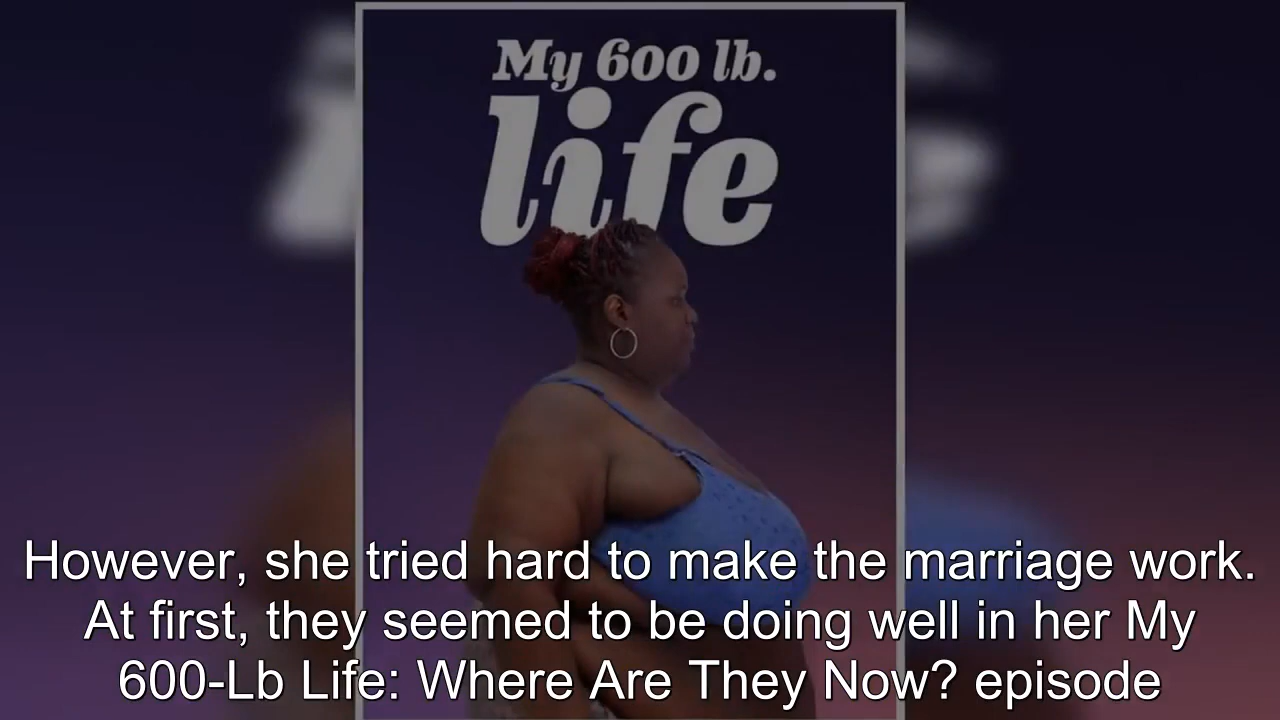 My 600 lb.
life
However, she tried hard to make the marriage work.
At first, they seemed to be doing well in her My
600-Lb Life: Where Are They Now? episode